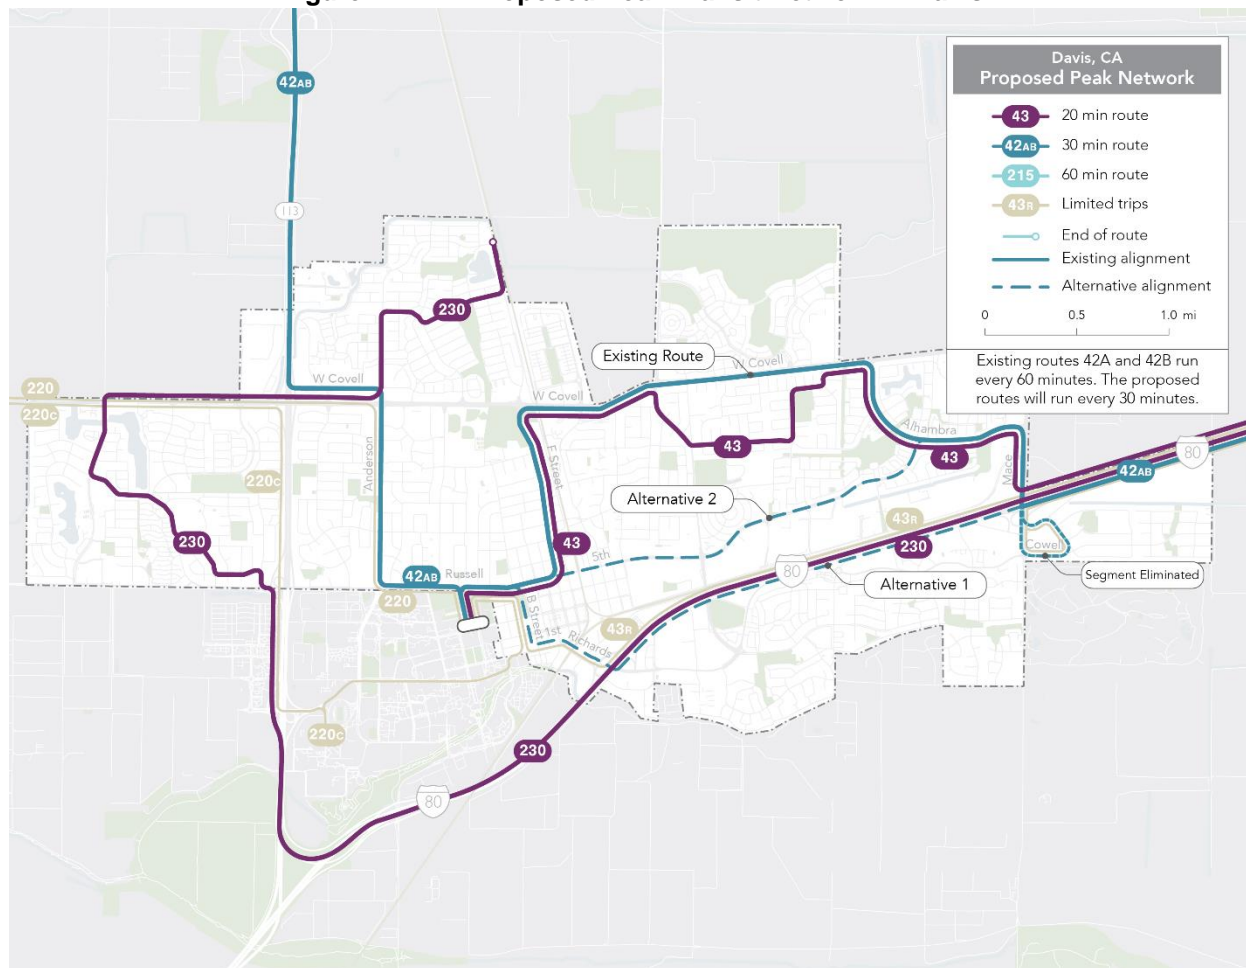 Davis, CA
Proposed Peak Network
43 20 min route
42AB 30 min route
215 60 min route
43R Limited trips
End of route
Existing alignment
Alternative alignment
0 0.5 1.0 mi
Existing routes 42A and 42B run
every 60 minutes. The proposed
routes will run every 30 minutes.
42AB
113
230
Existing Route
W Covell
W Covell
W Covell
220
220C
43
Alhambra
43
Mace
80
42AB
Anderson
F Street
220C
Alternative 2
43R
230
230
43
5th
Cowel
Segment Eliminated
42AB
Russell
80
Alternative 1
220
B Street
1st
Richards
43R
220C
230
80